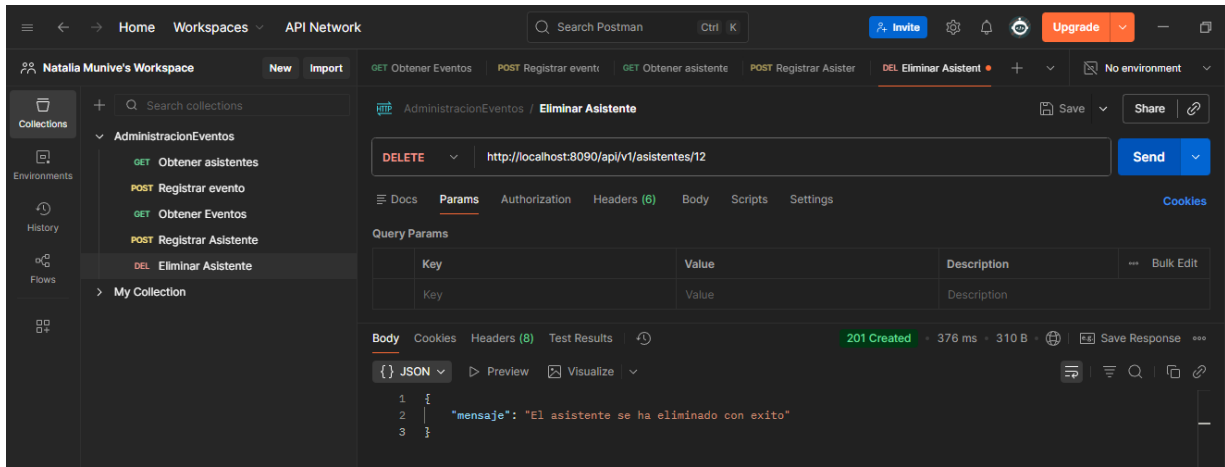 Home Workspaces API Network Search Postman Ctrl K Invite Upgrade
Natalia Munive's Workspace New Import GET Obtener Eventos POST Registrar evento GET Obtener asistente POST Registrar Asister DEL Eliminar Asistent No environment
Collections
Environments
History
Flows
Search collections
AdministracionEventos
GET Obtener asistentes
POST Registrar evento
GET Obtener Eventos
POST Registrar Asistente
DEL Eliminar Asistente
My Collection
HTTP AdministracionEventos / Eliminar Asistente Save Share
DELETE http://localhost:8090/api/v1/asistentes/12 Send
Docs Params Authorization Headers (6) Body Scripts Settings Cookies
Query Params
Key Value Description Bulk Edit
Key Value Description
Body Cookies Headers (8) Test Results 201 Created 376 ms 310 B e.g. Save Response
{} JSON Preview Visualize
1 {
2 "mensaje": "El asistente se ha eliminado con exito"
3 }